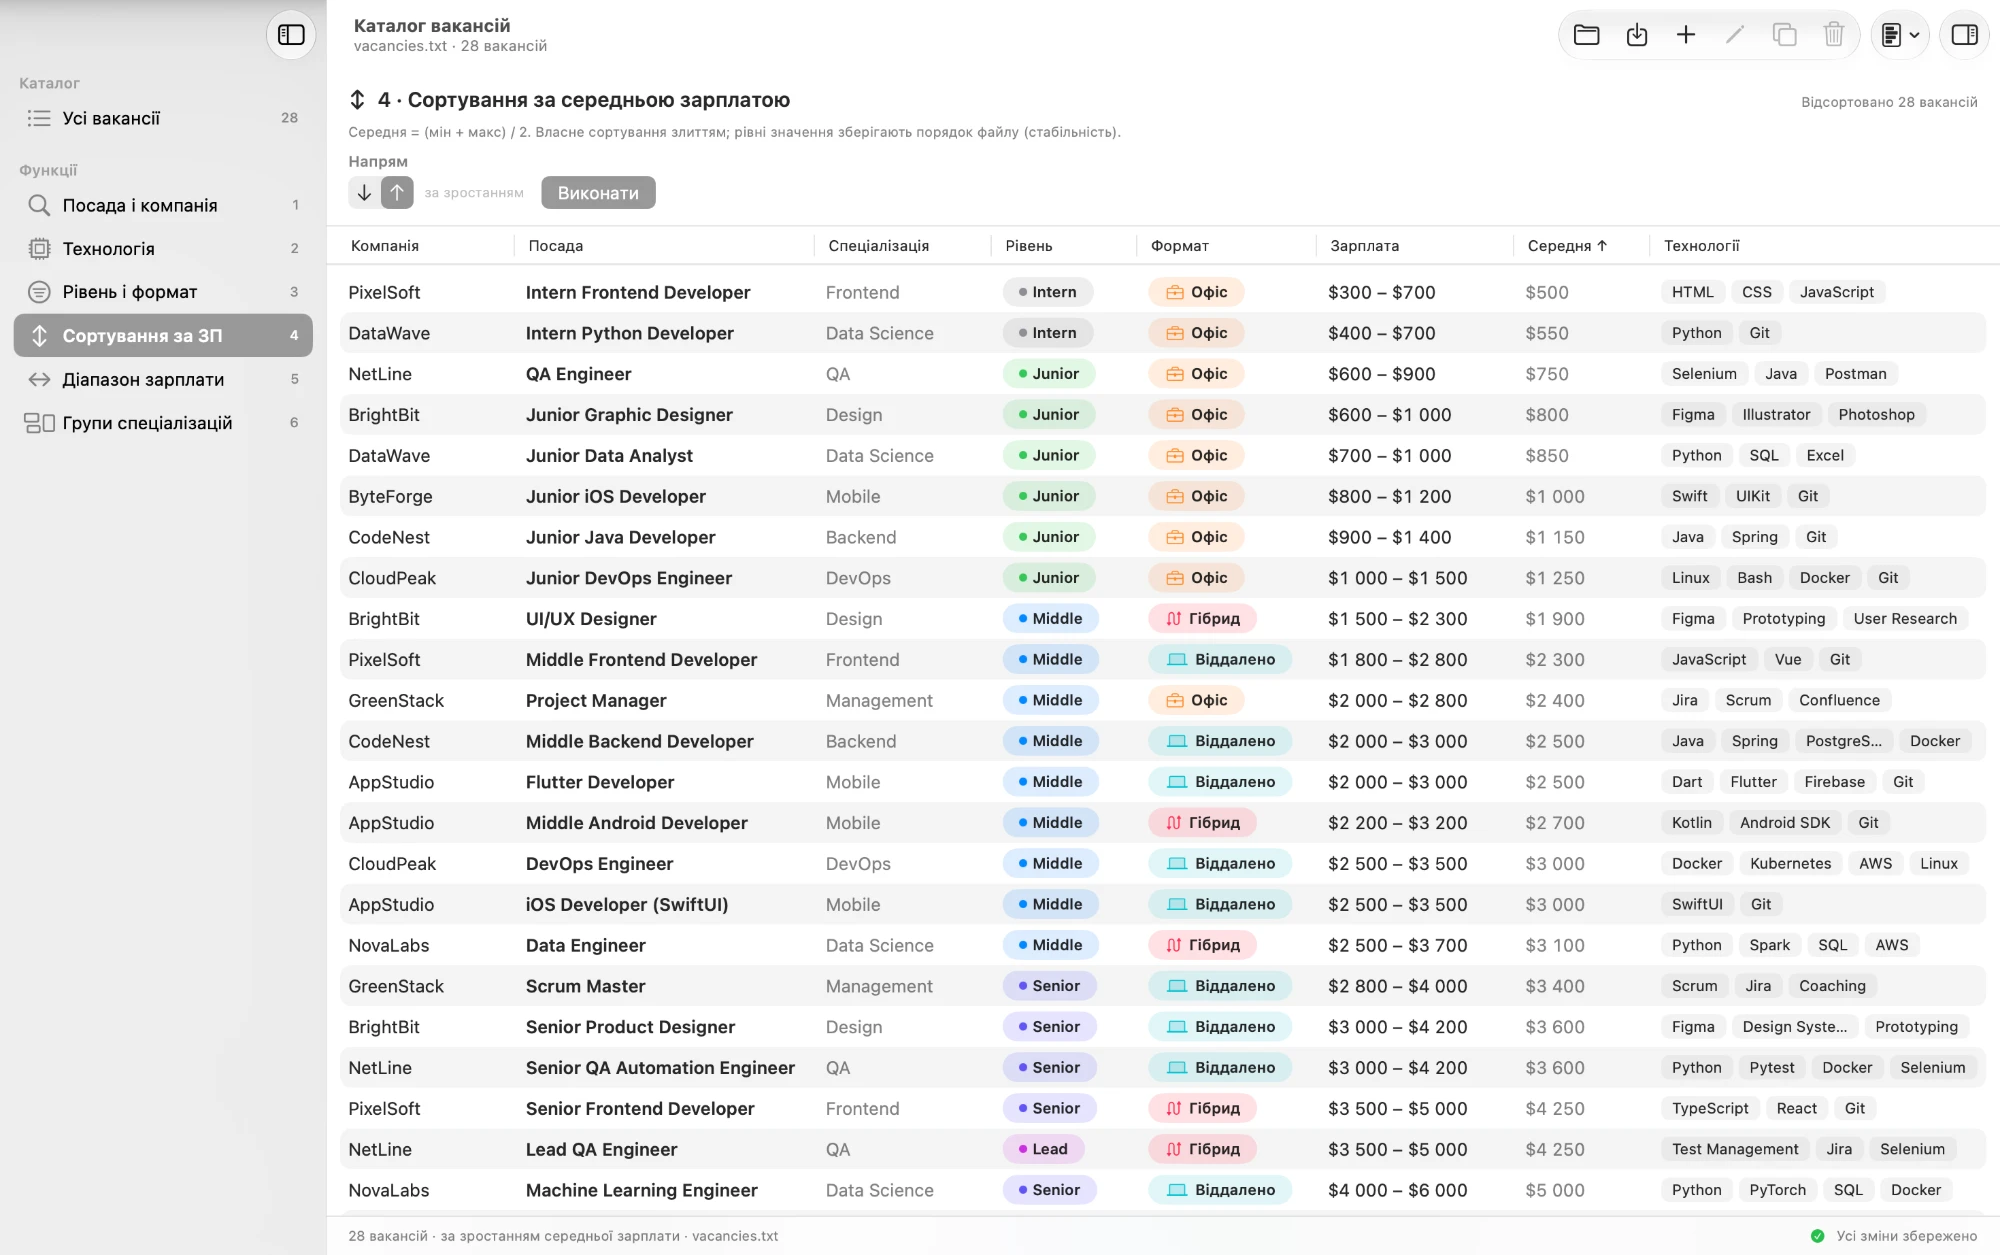 Каталог вакансій
vacancies.txt · 28 вакансій
Каталог
Усі вакансії 28
Функції
Посада і компанія 1
Технологія 2
Рівень і формат 3
Сортування за ЗП 4
Діапазон зарплати 5
Групи спеціалізацій 6
4 · Сортування за середньою зарплатою
Відсортовано 28 вакансій
Середня = (мін + макс) / 2. Власне сортування злиттям; рівні значення зберігають порядок файлу (стабільність).
Напрям
↓ ↑ за зростанням Виконати
Компанія Посада Спеціалізація Рівень Формат Зарплата Середня ↑ Технології
PixelSoft Intern Frontend Developer Frontend Intern Офіс $300 – $700 $500 HTML CSS JavaScript
DataWave Intern Python Developer Data Science Intern Офіс $400 – $700 $550 Python Git
NetLine QA Engineer QA Junior Офіс $600 – $900 $750 Selenium Java Postman
BrightBit Junior Graphic Designer Design Junior Офіс $600 – $1 000 $800 Figma Illustrator Photoshop
DataWave Junior Data Analyst Data Science Junior Офіс $700 – $1 000 $850 Python SQL Excel
ByteForge Junior iOS Developer Mobile Junior Офіс $800 – $1 200 $1 000 Swift UIKit Git
CodeNest Junior Java Developer Backend Junior Офіс $900 – $1 400 $1 150 Java Spring Git
CloudPeak Junior DevOps Engineer DevOps Junior Офіс $1 000 – $1 500 $1 250 Linux Bash Docker Git
BrightBit UI/UX Designer Design Middle Гібрид $1 500 – $2 300 $1 900 Figma Prototyping User Research
PixelSoft Middle Frontend Developer Frontend Middle Віддалено $1 800 – $2 800 $2 300 JavaScript Vue Git
GreenStack Project Manager Management Middle Офіс $2 000 – $2 800 $2 400 Jira Scrum Confluence
CodeNest Middle Backend Developer Backend Middle Віддалено $2 000 – $3 000 $2 500 Java Spring PostgreS... Docker
AppStudio Flutter Developer Mobile Middle Віддалено $2 000 – $3 000 $2 500 Dart Flutter Firebase Git
AppStudio Middle Android Developer Mobile Middle Гібрид $2 200 – $3 200 $2 700 Kotlin Android SDK Git
CloudPeak DevOps Engineer DevOps Middle Віддалено $2 500 – $3 500 $3 000 Docker Kubernetes AWS Linux
AppStudio iOS Developer (SwiftUI) Mobile Middle Віддалено $2 500 – $3 500 $3 000 SwiftUI Git
NovaLabs Data Engineer Data Science Middle Гібрид $2 500 – $3 700 $3 100 Python Spark SQL AWS
GreenStack Scrum Master Management Senior Віддалено $2 800 – $4 000 $3 400 Scrum Jira Coaching
BrightBit Senior Product Designer Design Senior Віддалено $3 000 – $4 200 $3 600 Figma Design Syste... Prototyping
NetLine Senior QA Automation Engineer QA Senior Віддалено $3 000 – $4 200 $3 600 Python Pytest Docker Selenium
PixelSoft Senior Frontend Developer Frontend Senior Гібрид $3 500 – $5 000 $4 250 TypeScript React Git
NetLine Lead QA Engineer QA Lead Гібрид $3 500 – $5 000 $4 250 Test Management Jira Selenium
NovaLabs Machine Learning Engineer Data Science Senior Віддалено $4 000 – $6 000 $5 000 Python PyTorch SQL Docker
28 вакансій · за зростанням середньої зарплати · vacancies.txt
Усі зміни збережено